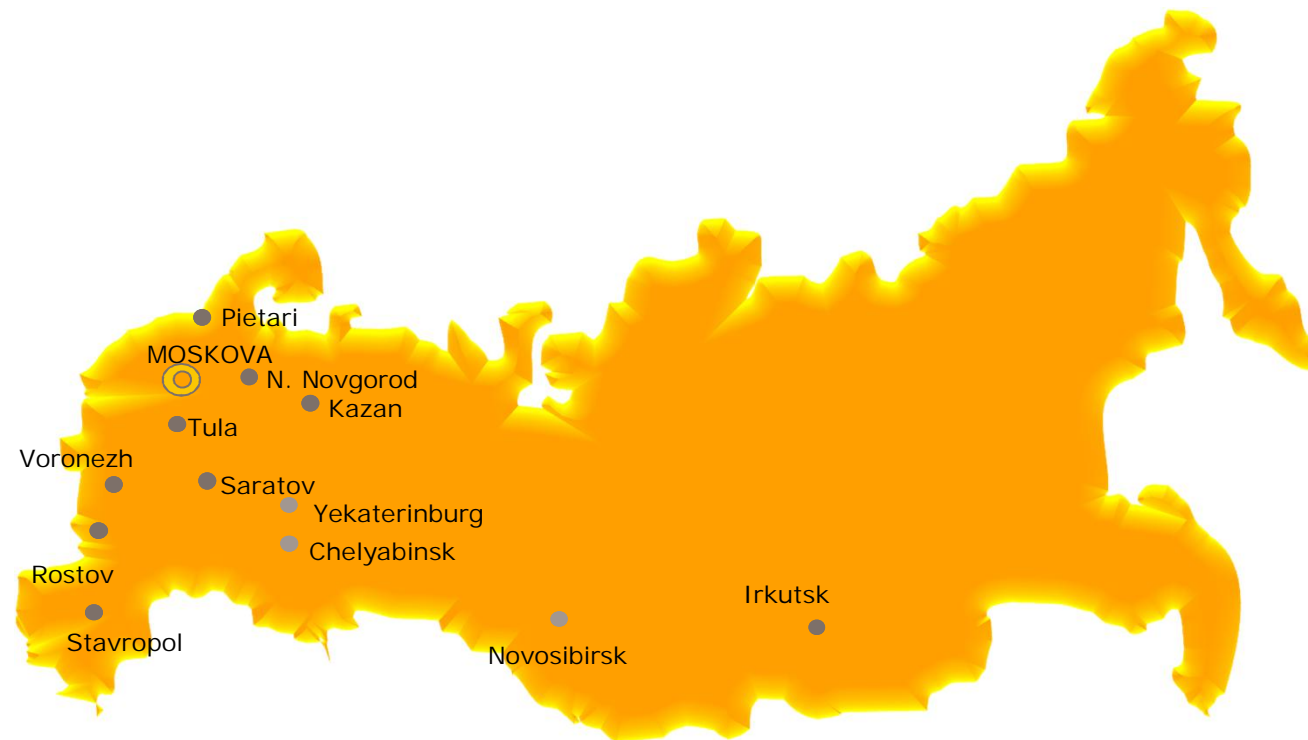 Pietari
MOSKOVA
N. Novgorod
Kazan
Tula
Voronezh
Saratov
Yekaterinburg
Chelyabinsk
Rostov
Irkutsk
Stavropol
Novosibirsk